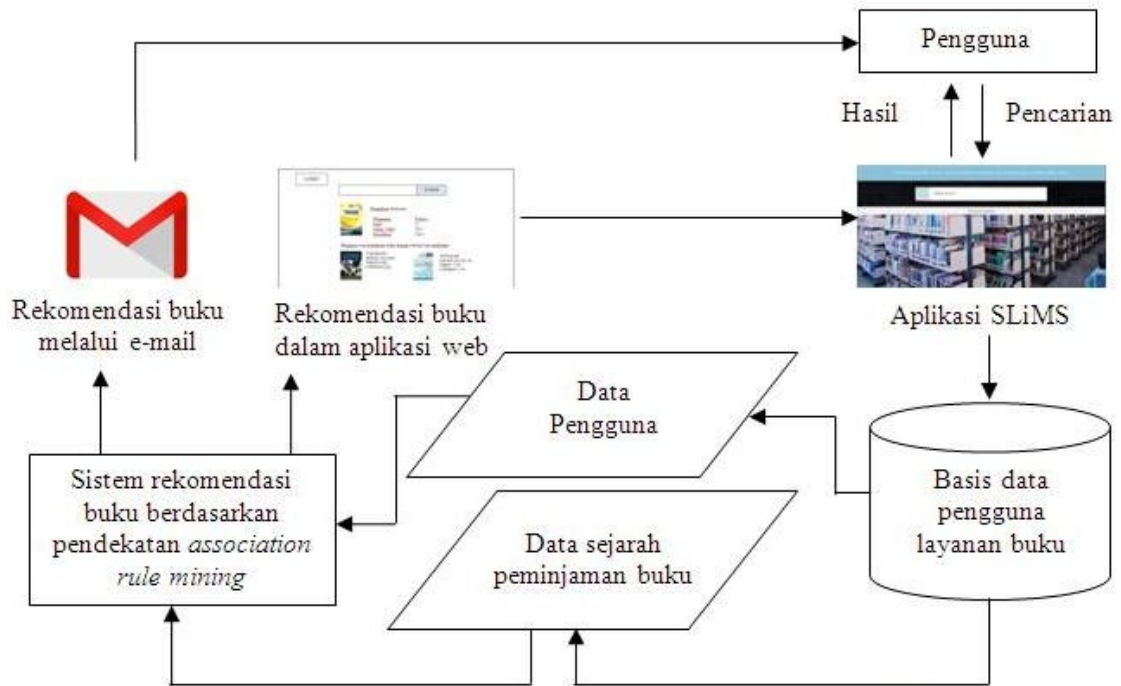 Pengguna
Hasil
Pencarian
Rekomendasi buku
melalui e-mail
Rekomendasi buku
dalam aplikasi web
Aplikasi SLiMS
Data
Pengguna
Basis data
pengguna
layanan buku
Sistem rekomendasi
buku berdasarkan
pendekatan association
rule mining
Data sejarah
peminjaman buku